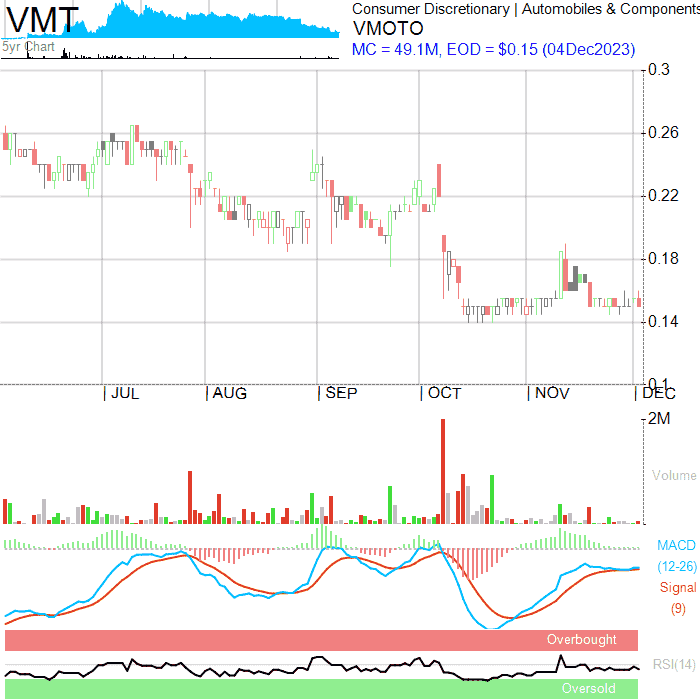 VMT
5yr Chart
Consumer Discretionary | Automobiles & Components
VMOTO
MC = 49.1M, EOD = $0.15 (04Dec2023)
0.3
0.26
0.22
0.18
0.14
0.1
JUL
AUG
SEP
OCT
NOV
DEC
2M
Volume
MACD
(12-26)
Signal
(9)
Overbought
RSI(14)
Oversold